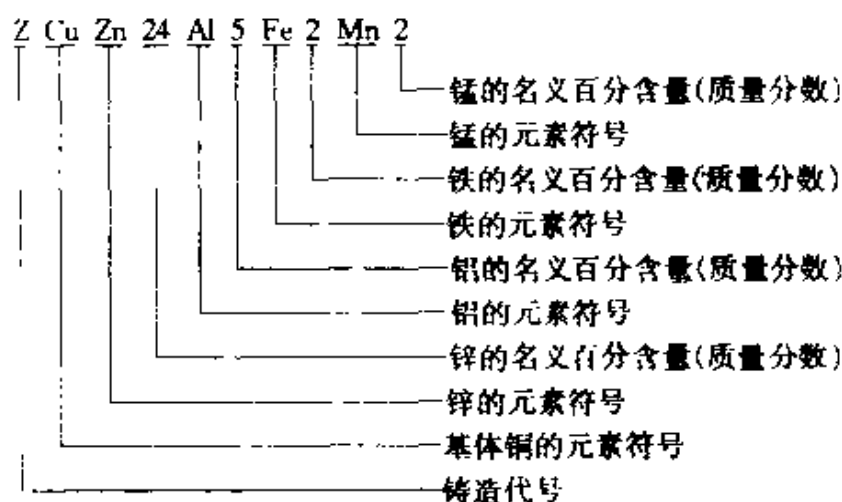 Z Cu Zn 24 Al 5 Fe 2 Mn 2
锰的名义百分含量(质量分数)
锰的元素符号
铁的名义百分含量(质量分数)
铁的元素符号
铝的名义百分含量(质量分数)
铝的元素符号
锌的名义百分含量(质量分数)
锌的元素符号
基体铜的元素符号
铸造代号